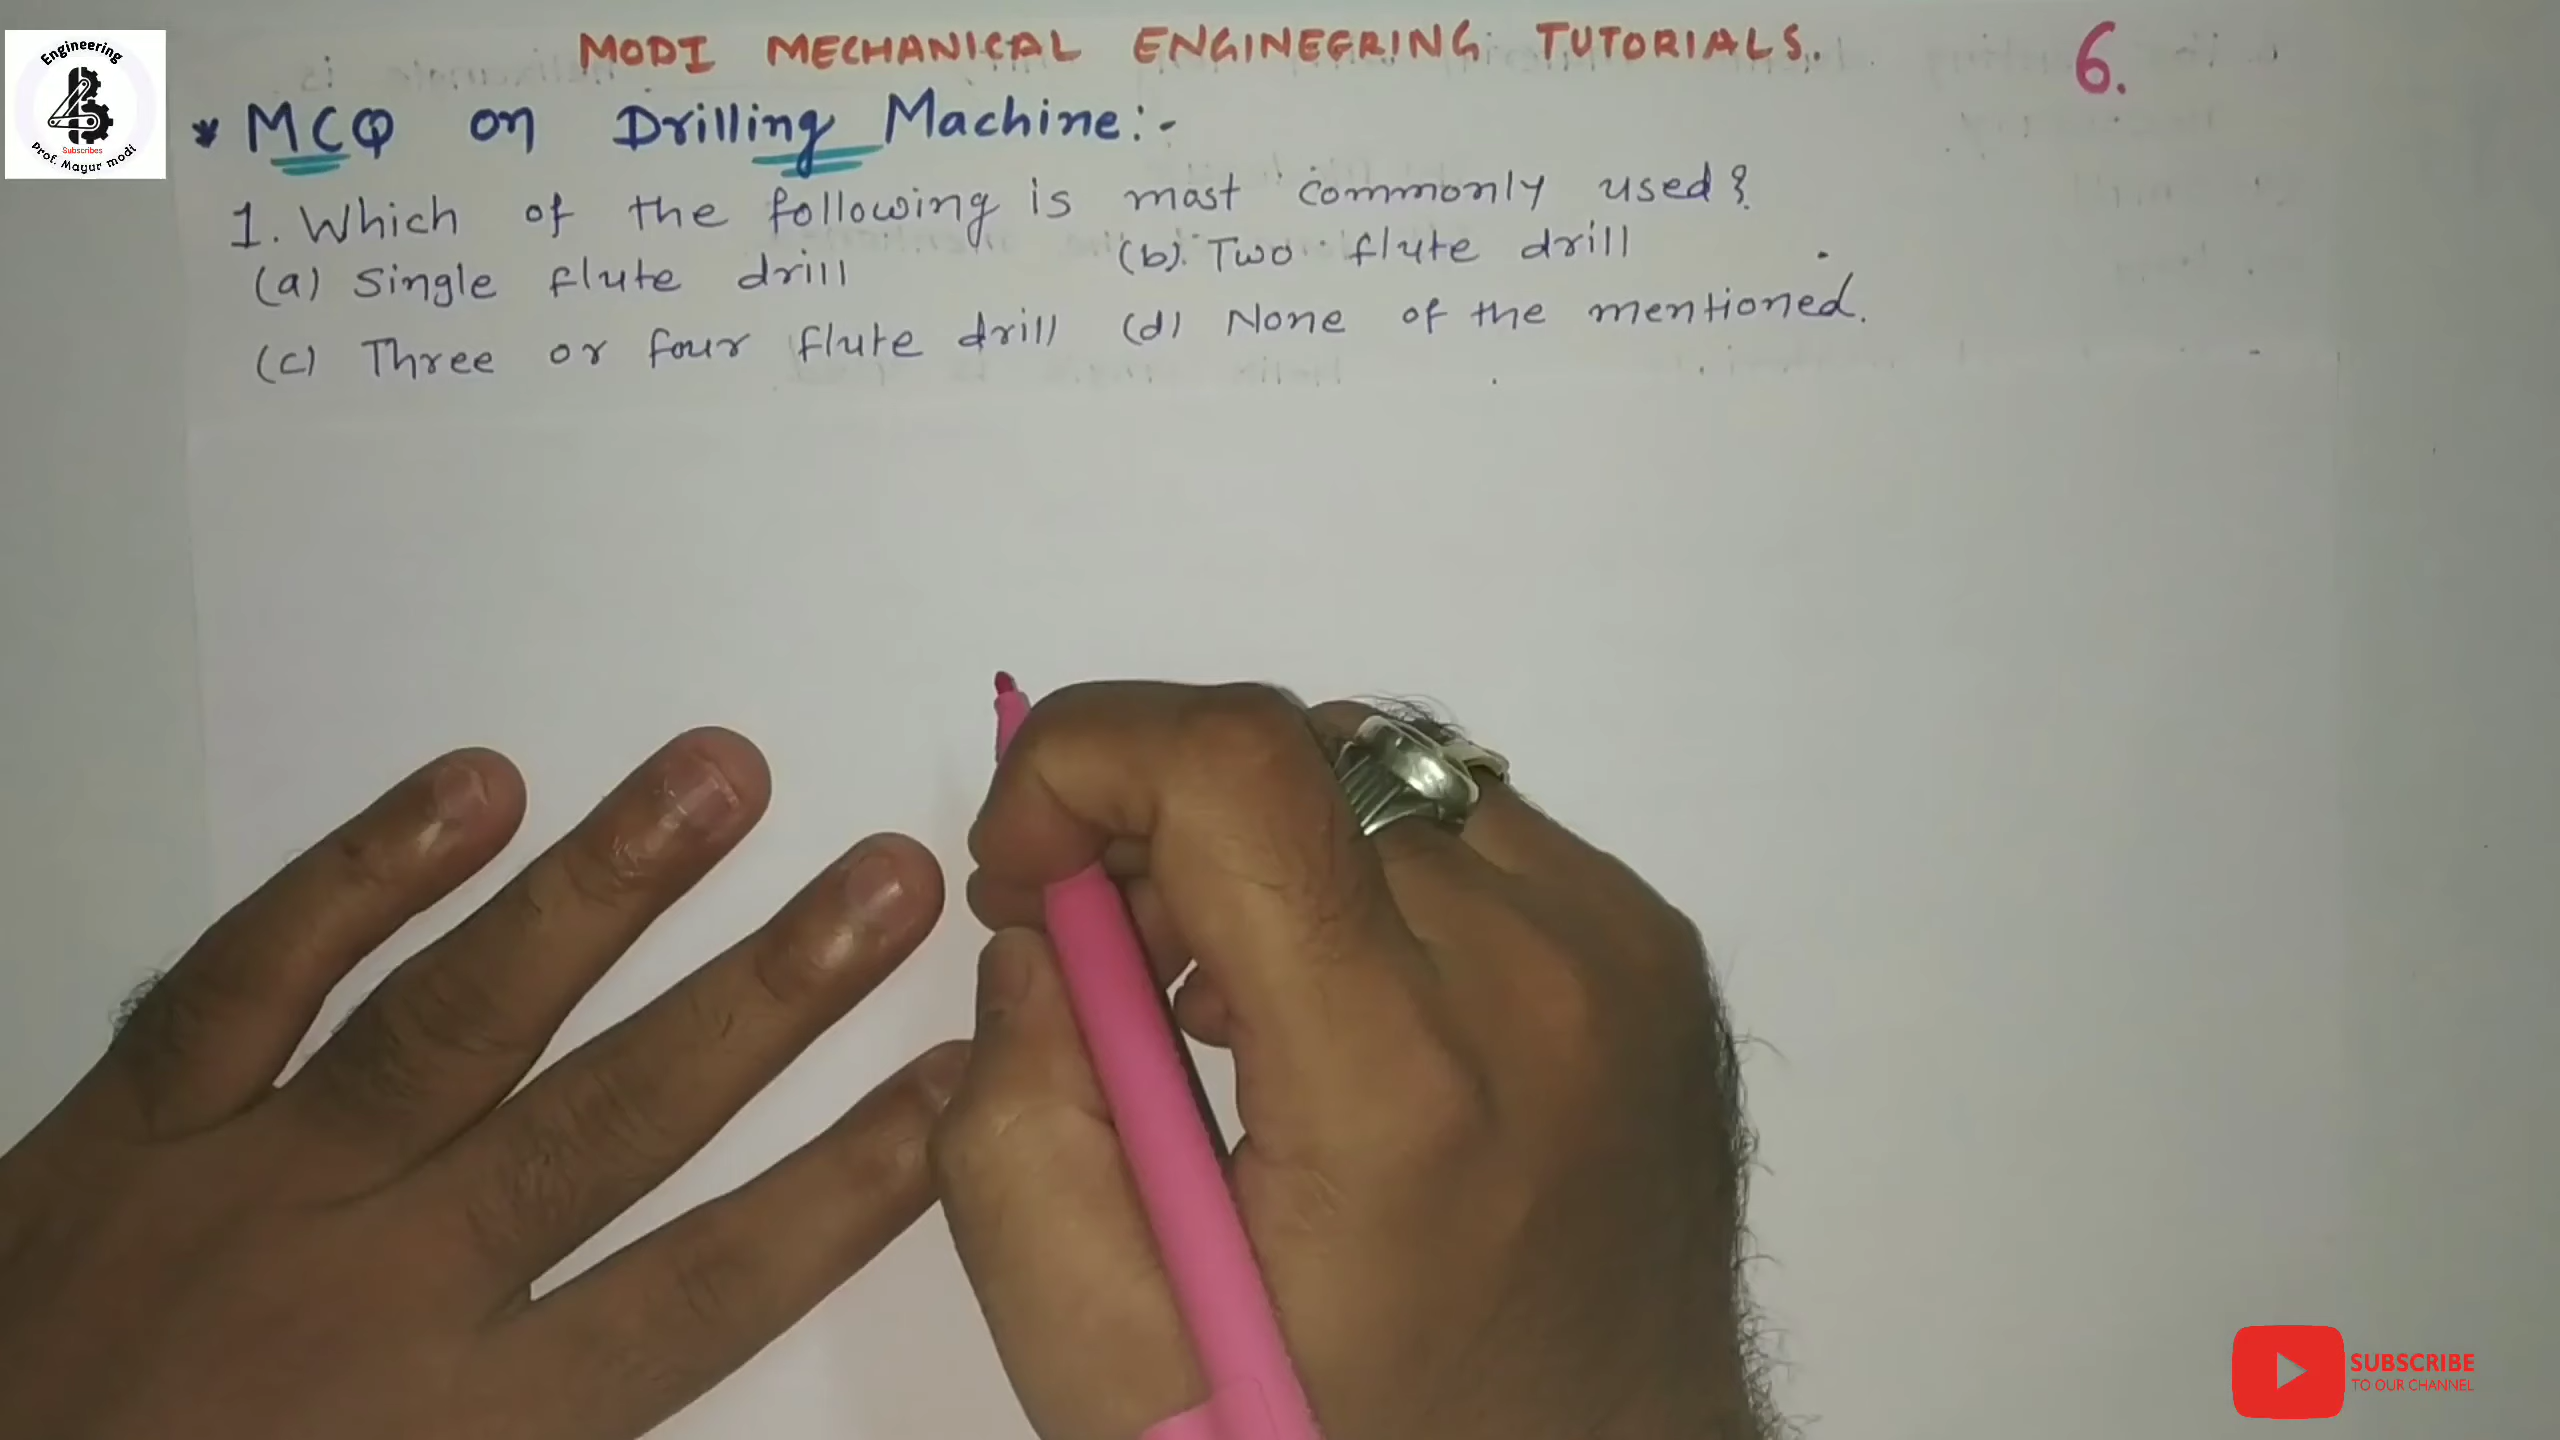 MODI MECHANICAL ENGINEERING TUTORIALS. 6.
Engineering
Subscribes
Prof. Mayur modi
* MCQ on Drilling Machine:-
1. Which of the following is most commonly used?
(a) Single flute drill (b). Two flute drill
(c) Three or four flute drill (d) None of the mentioned.
SUBSCRIBE
TO OUR CHANNEL